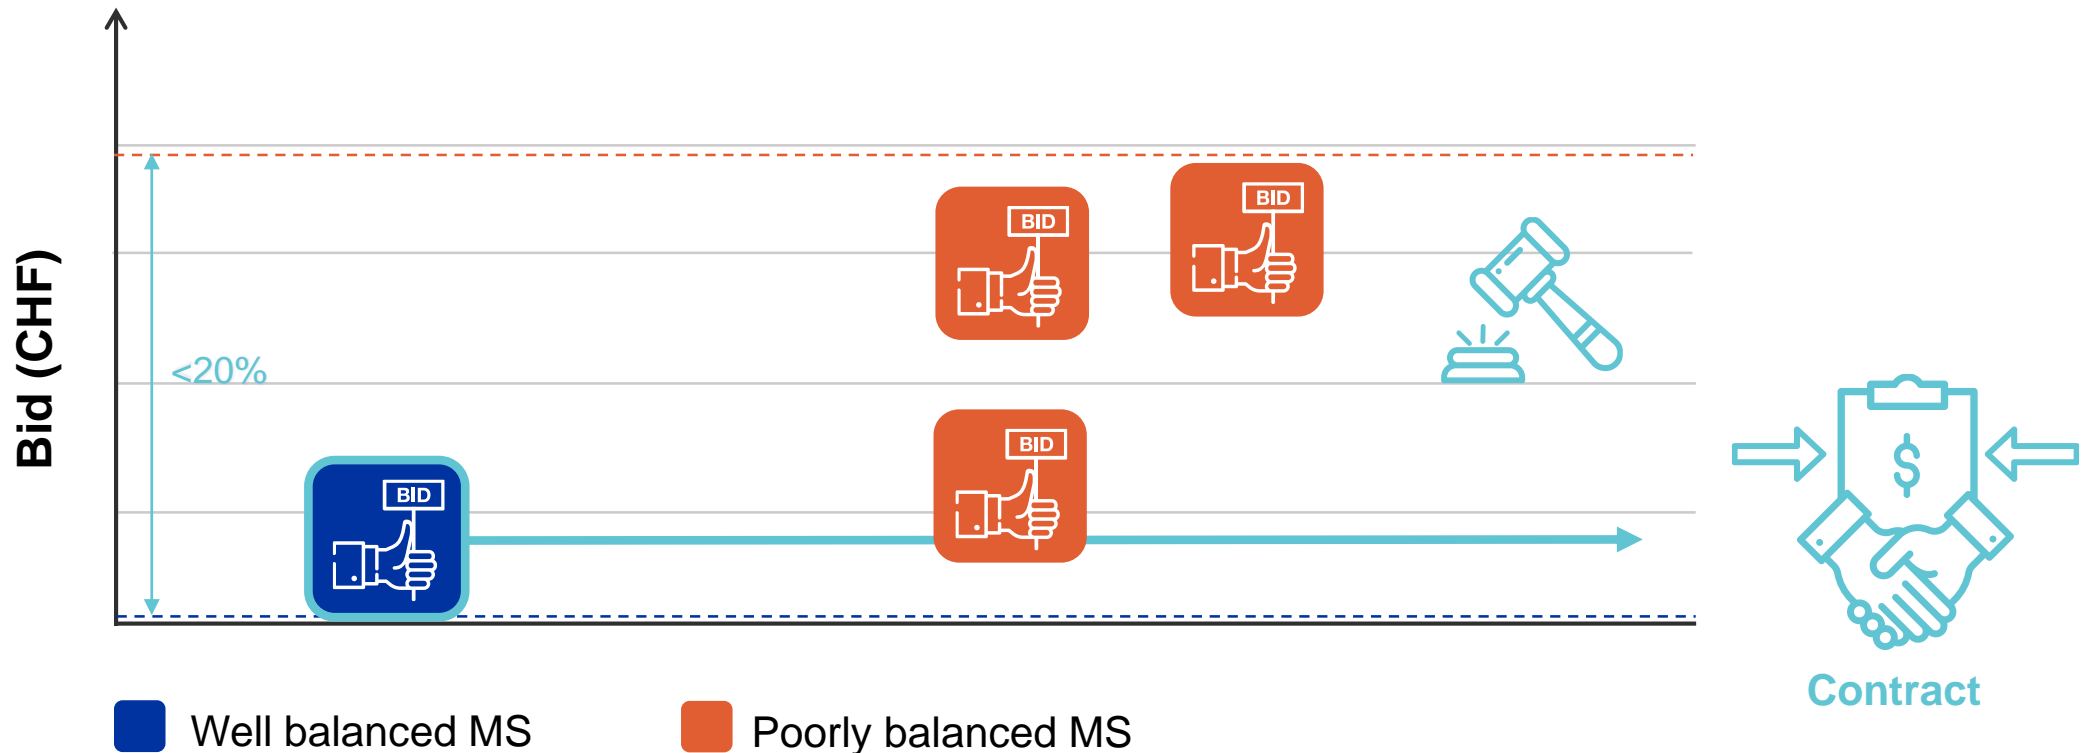 BID
BID
Bid (CHF)
<20%
BID
BID
$
Contract
Well balanced MS
Poorly balanced MS